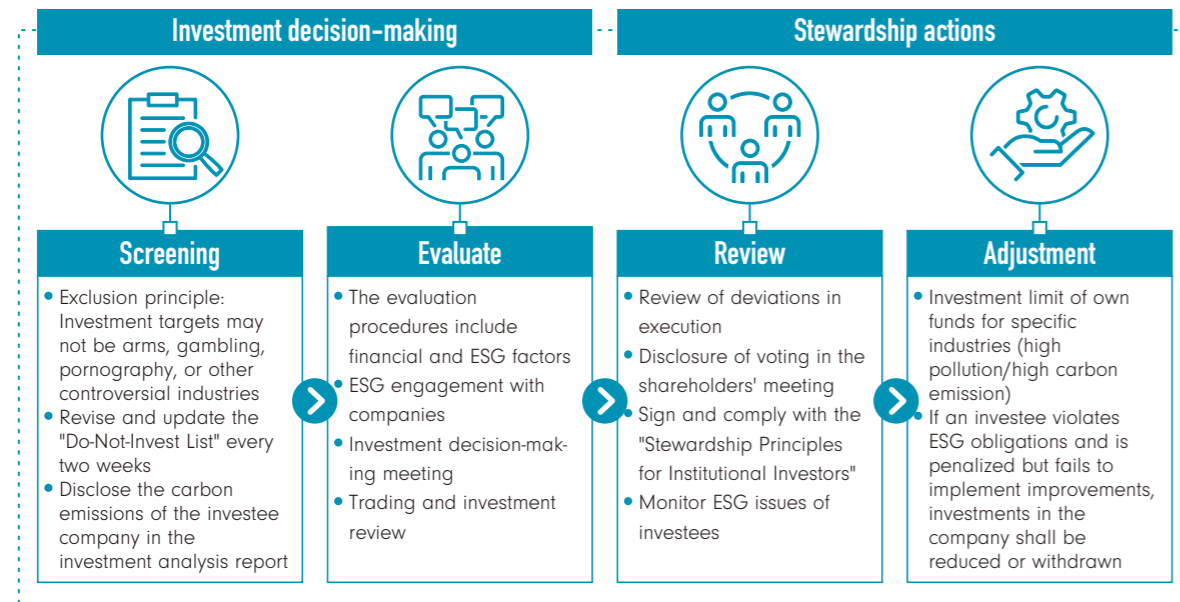 Investment decision-making
Stewardship actions
Screening
• Exclusion principle:
Investment targets may
not be arms, gambling,
pornography, or other
controversial industries
• Revise and update the
"Do-Not-Invest List" every
two weeks
• Disclose the carbon
emissions of the investee
company in the
investment analysis report
Evaluate
• The evaluation
procedures include
financial and ESG factors
• ESG engagement with
companies
• Investment decision-mak-
ing meeting
• Trading and investment
review
Review
• Review of deviations in
execution
• Disclosure of voting in the
shareholders' meeting
• Sign and comply with the
"Stewardship Principles
for Institutional Investors"
• Monitor ESG issues of
investees
Adjustment
• Investment limit of own
funds for specific
industries (high
pollution/high carbon
emission)
• If an investee violates
ESG obligations and is
penalized but fails to
implement improvements,
investments in the
company shall be
reduced or withdrawn